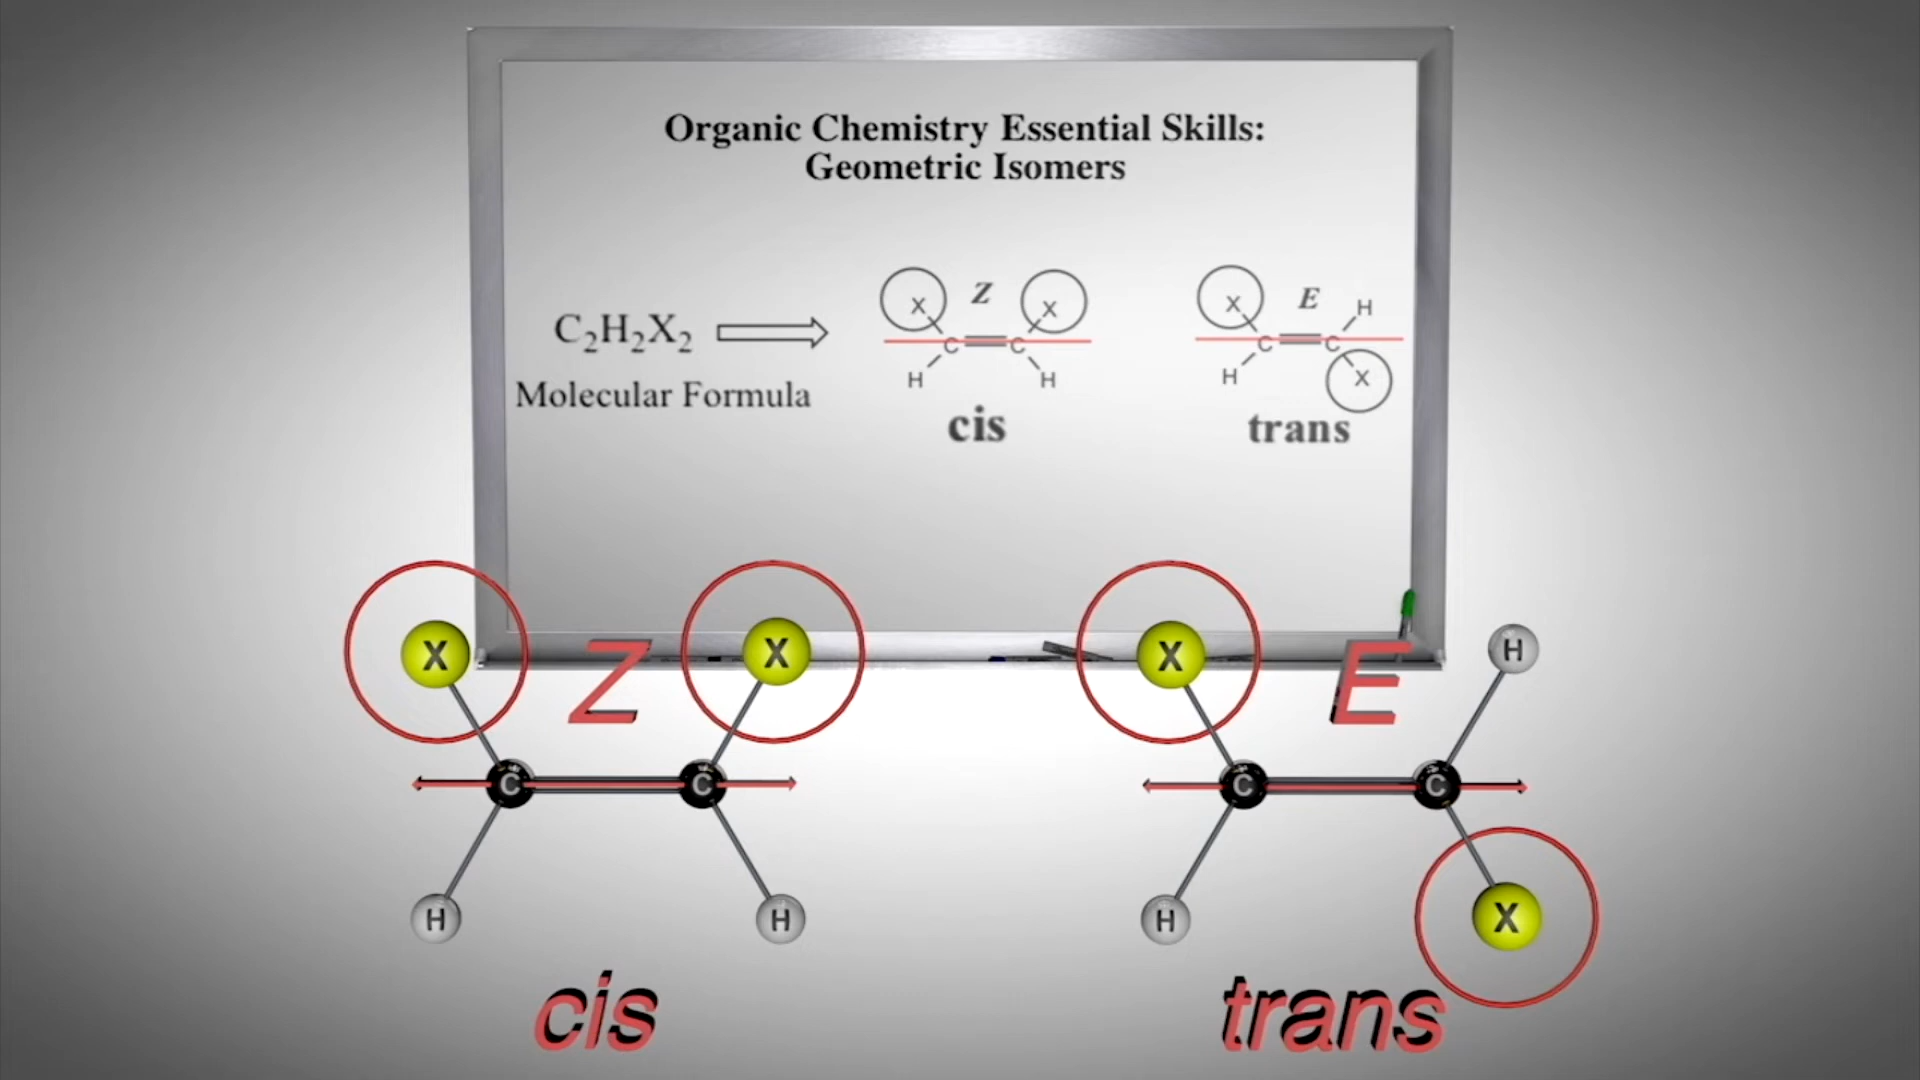 Organic Chemistry Essential Skills:
Geometric Isomers
C₂H₂X₂
Molecular Formula
X Z X
C C
H H
cis
X E H
C C
H X
trans
X Z X
C C
H H
cis
X E H
C C
H X
trans